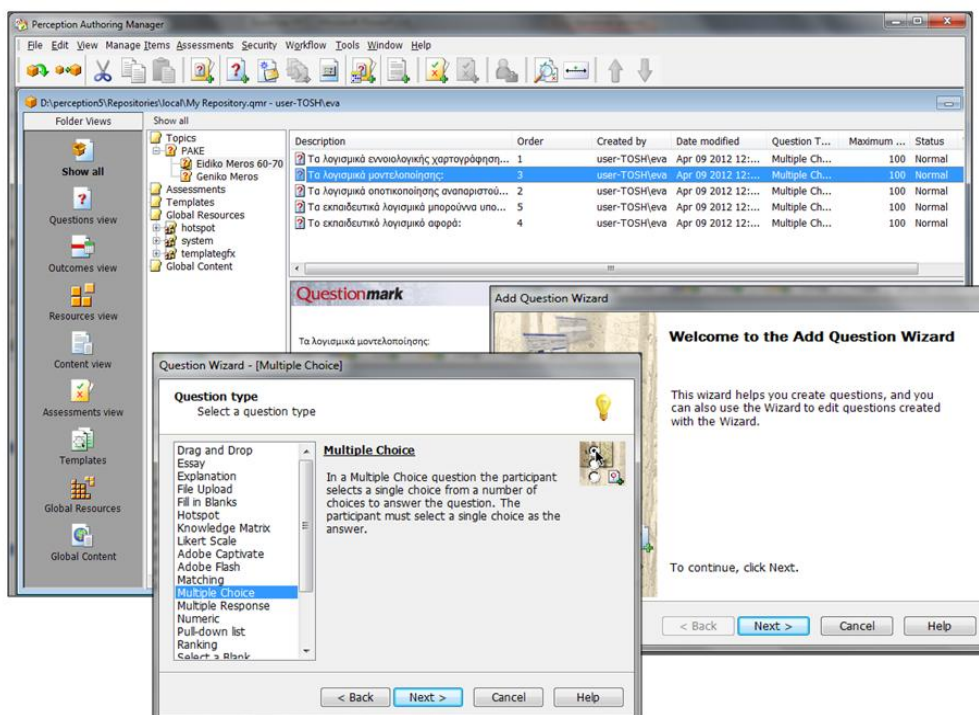 Perception Authoring Manager
File Edit View Manage Items Assessments Security Workflow Tools Window Help
D:\perception5\Repositories\local\My Repository.qmr - user-TOSH\eva
Folder Views
Show all
Questions view
Outcomes view
Resources view
Content view
Assessments view
Templates
Global Resources
Global Content
Show all
Topics
PAKE
Eidiko Meros 60-70
Geniko Meros
Assessments
Templates
Global Resources
hotspot
system
templategfx
Global Content
Description Order Created by Date modified Question T... Maximum ... Status
Τα λογισμικά εννοιολογικής χαρτογράφηση... 1 user-TOSH\eva Apr 09 2012 12:... Multiple Ch... 100 Normal
Τα λογισμικά μοντελοποίησης: 3 user-TOSH\eva Apr 09 2012 12:... Multiple Ch... 100 Normal
Τα λογισμικά οπτικοποίησης αναπαριστού... 2 user-TOSH\eva Apr 09 2012 12:... Multiple Ch... 100 Normal
Τα εκπαιδευτικά λογισμικά μπορούννα υπο... 5 user-TOSH\eva Apr 09 2012 12:... Multiple Ch... 100 Normal
Το εκπαιδευτικό λογισμικό αφορά: 4 user-TOSH\eva Apr 09 2012 12:... Multiple Ch... 100 Normal
Questionmark
Τα λογισμικά μοντελοποίησης:
Add Question Wizard
Welcome to the Add Question Wizard
This wizard helps you create questions, and you
can also use the Wizard to edit questions created
with the Wizard.
To continue, click Next.
< Back Next > Cancel Help
Question Wizard - [Multiple Choice]
Question type
Select a question type
Drag and Drop
Essay
Explanation
File Upload
Fill in Blanks
Hotspot
Knowledge Matrix
Likert Scale
Adobe Captivate
Adobe Flash
Matching
Multiple Choice
Multiple Response
Numeric
Pull-down list
Ranking
Select a Blank
Multiple Choice
In a Multiple Choice question the participant
selects a single choice from a number of
choices to answer the question. The
participant must select a single choice as the
answer.
< Back Next > Cancel Help